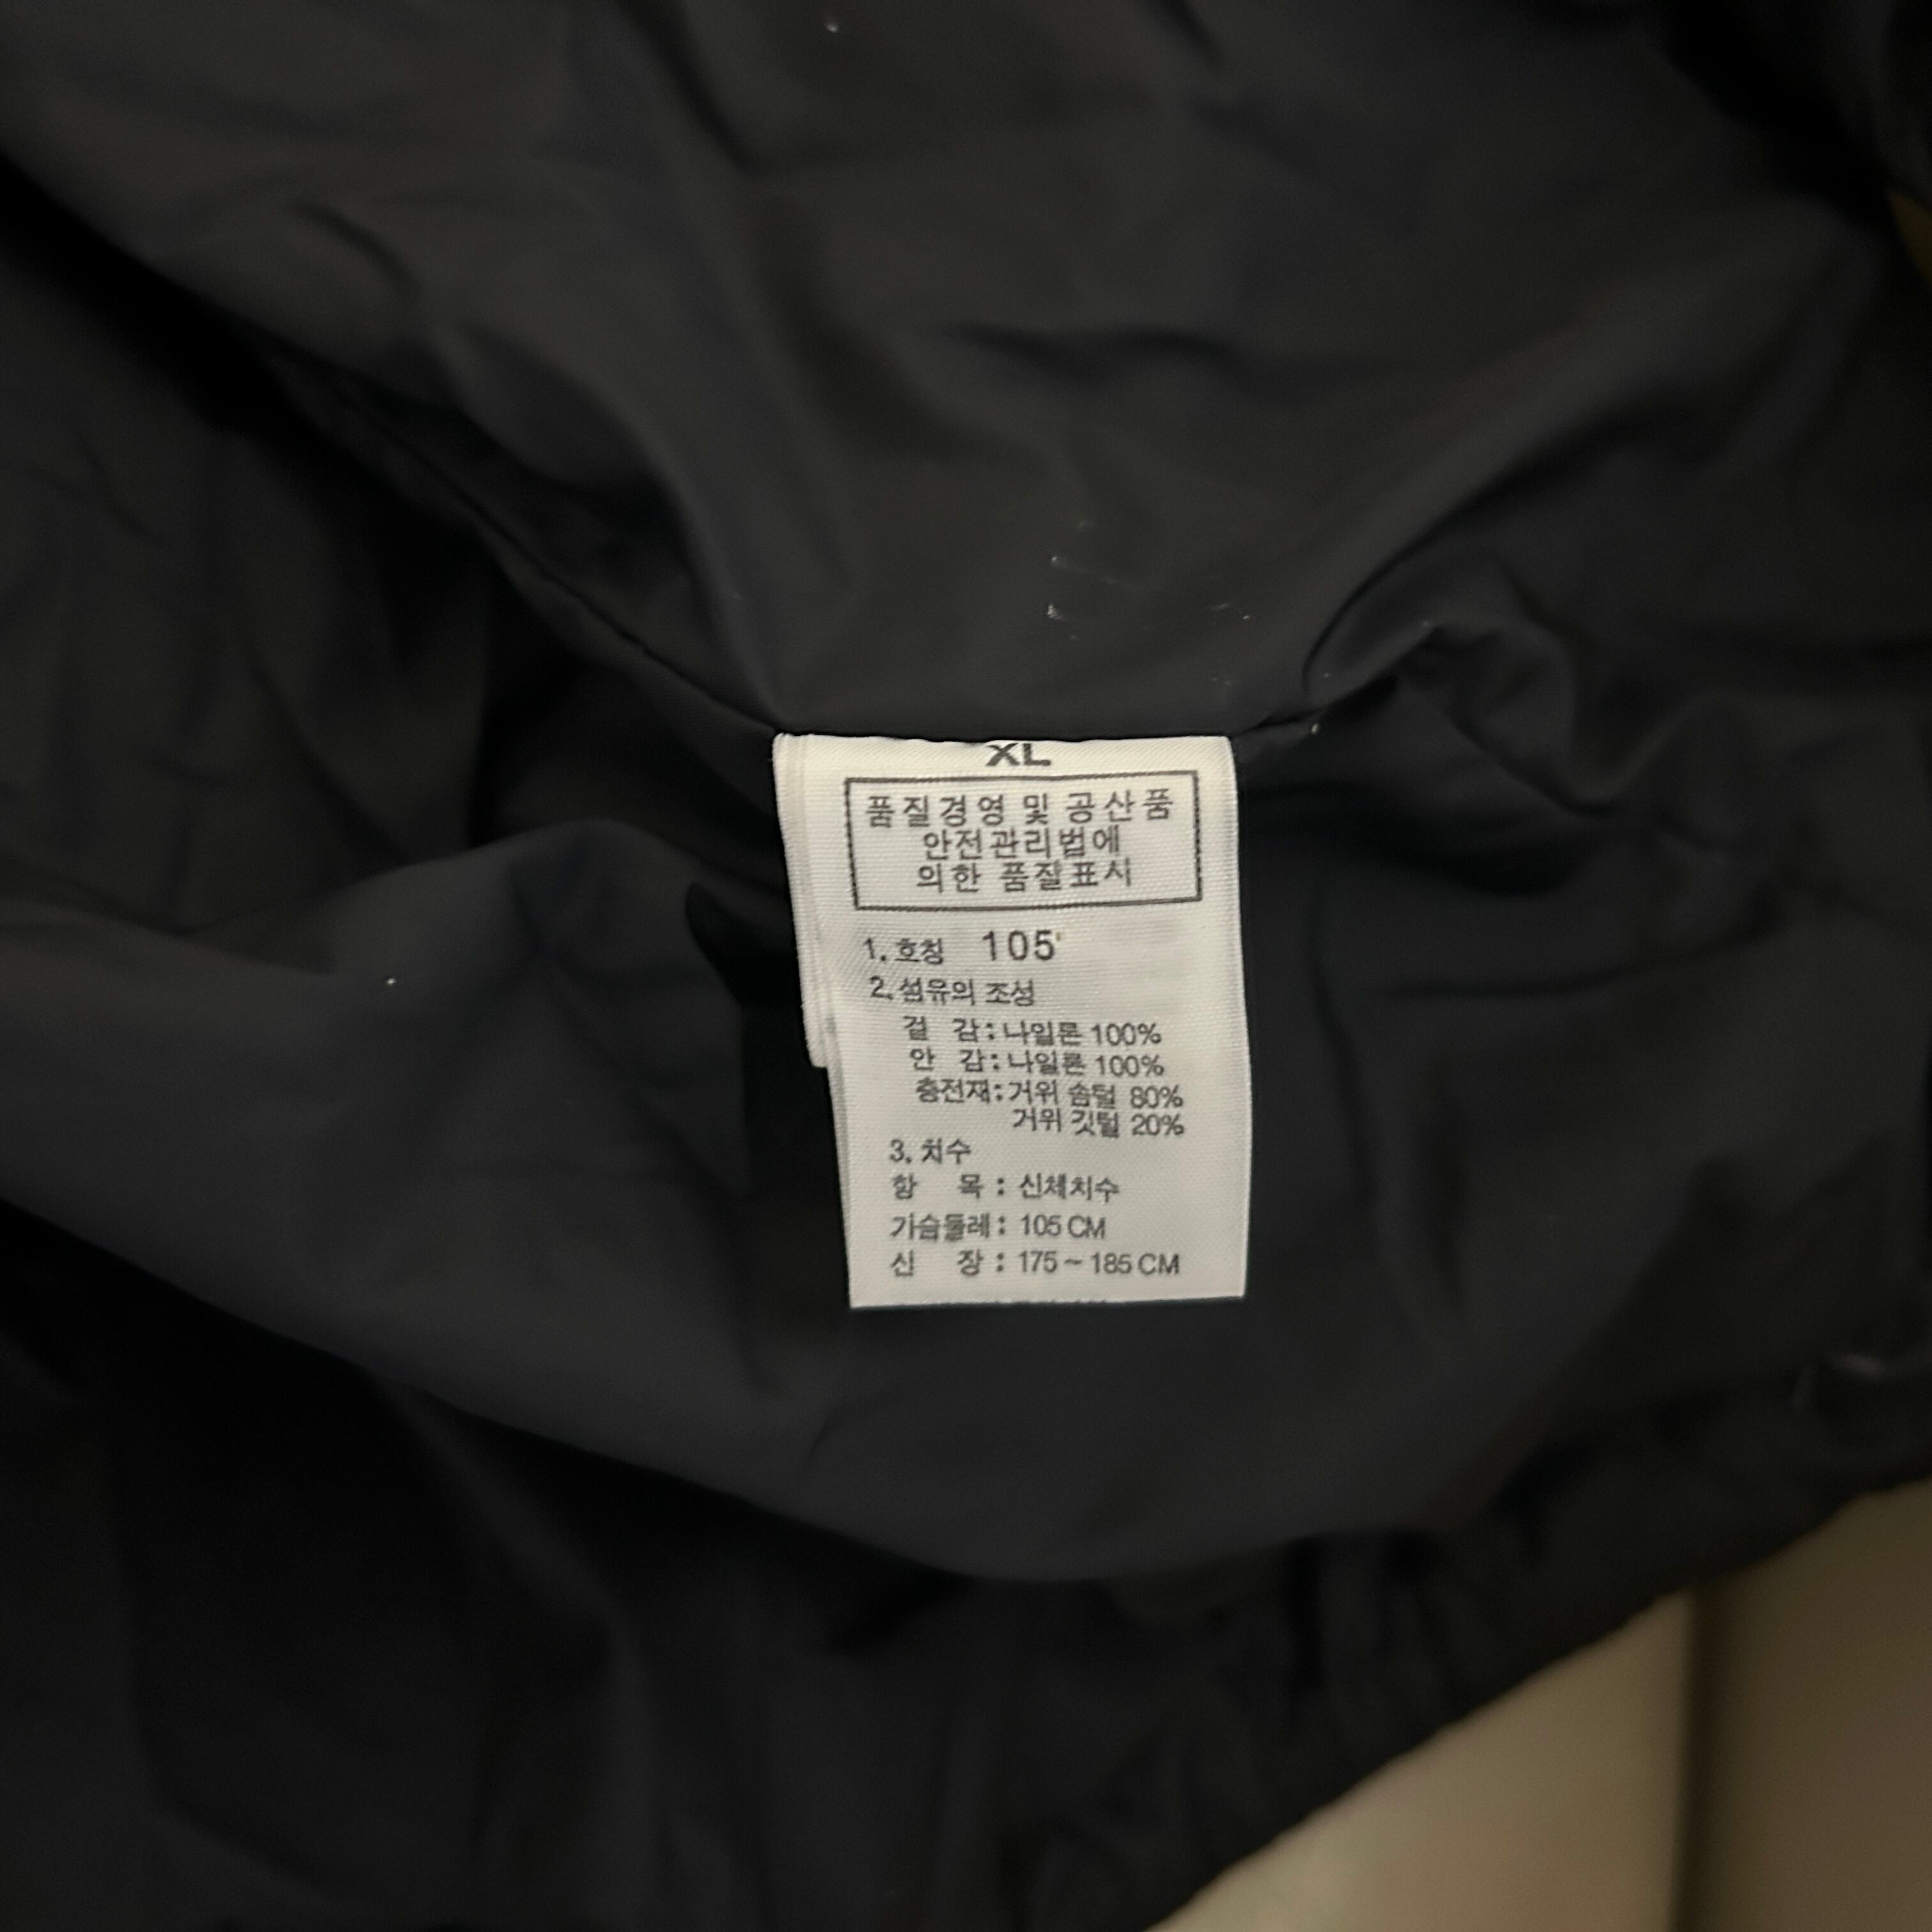 XL
품질경영 및 공산품
안전관리법에
의한 품질표시
1. 호칭 105
2. 섬유의 조성
겉 감 : 나일론 100%
안 감 : 나일론 100%
충전재 : 거위 솜털 80%
거위 깃털 20%
3. 치수
항 목 : 신체치수
가슴둘레 : 105 CM
신 장 : 175 ~ 185 CM